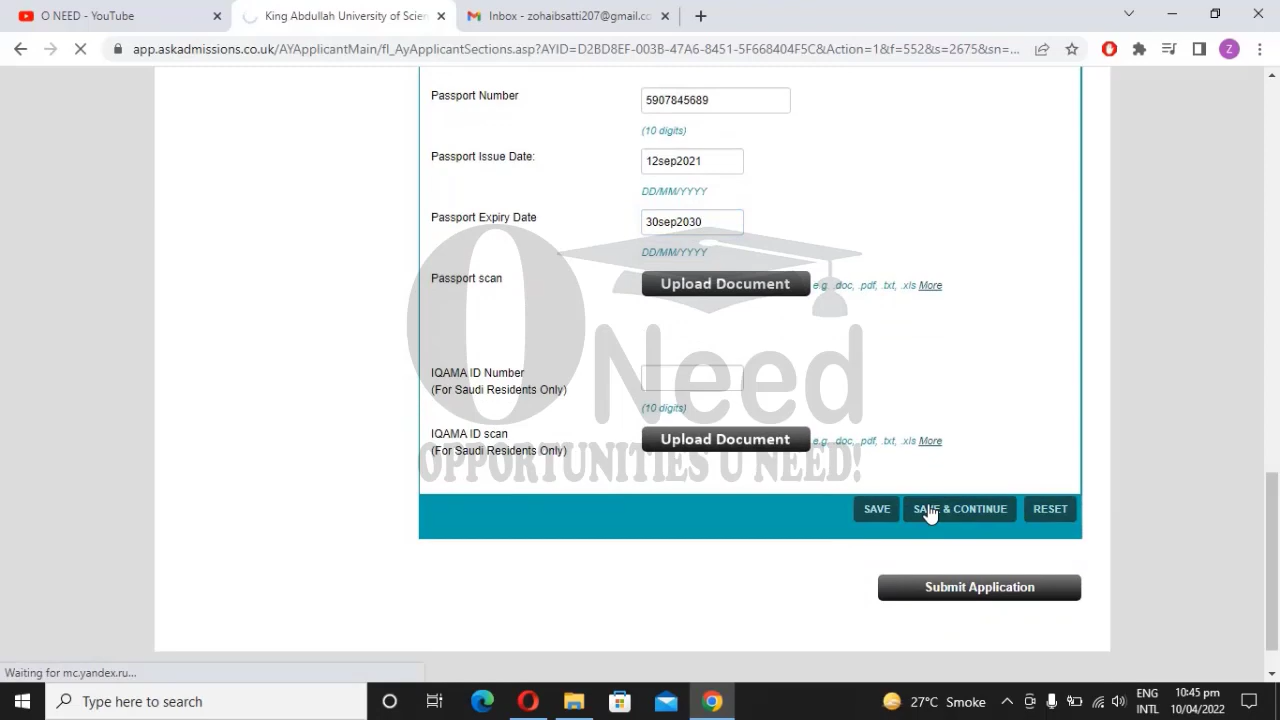 O NEED - YouTube
King Abdullah University of Scien
Inbox - zohaibsatti207@gmail.co
app.askadmissions.co.uk/AYApplicantMain/fl_AyApplicantSections.asp?AYID=D2BD8EF-003B-47A6-8451-5F668404F5C&Action=1&f=552&s=2675&sn=...
Z
Passport Number
5907845689
(10 digits)
Passport Issue Date:
12sep2021
DD/MM/YYYY
Passport Expiry Date
30sep2030
DD/MM/YYYY
Passport scan
Upload Document
e.g. .doc, .pdf, .txt, .xls More
IQAMA ID Number
(For Saudi Residents Only)
(10 digits)
IQAMA ID scan
(For Saudi Residents Only)
Upload Document
e.g. .doc, .pdf, .txt, .xls More
O Need
OPPORTUNITIES U NEED!
SAVE
SAVE & CONTINUE
RESET
Submit Application
Waiting for mc.yandex.ru...
Type here to search
27°C Smoke
ENG
INTL
10:45 pm
10/04/2022